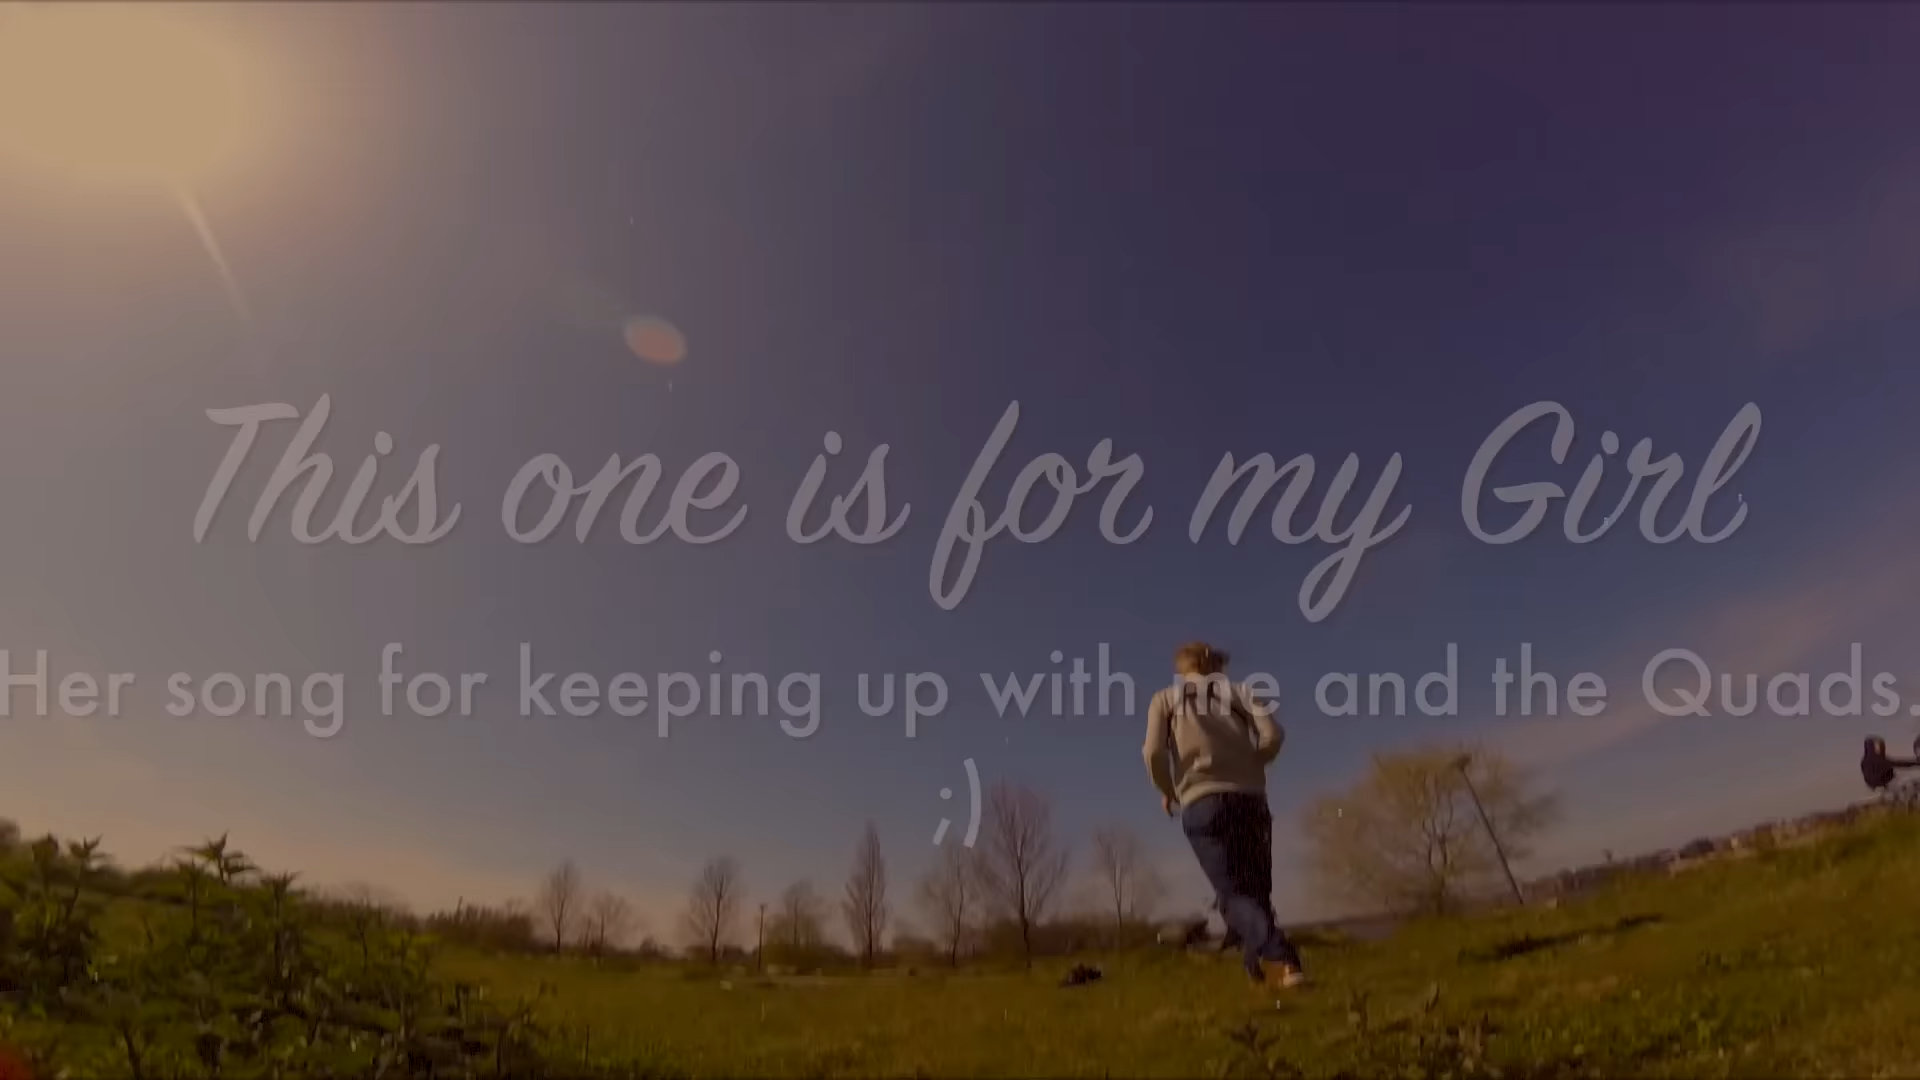 This one is for my Girl
Her song for keeping up with me and the Quads.
;)